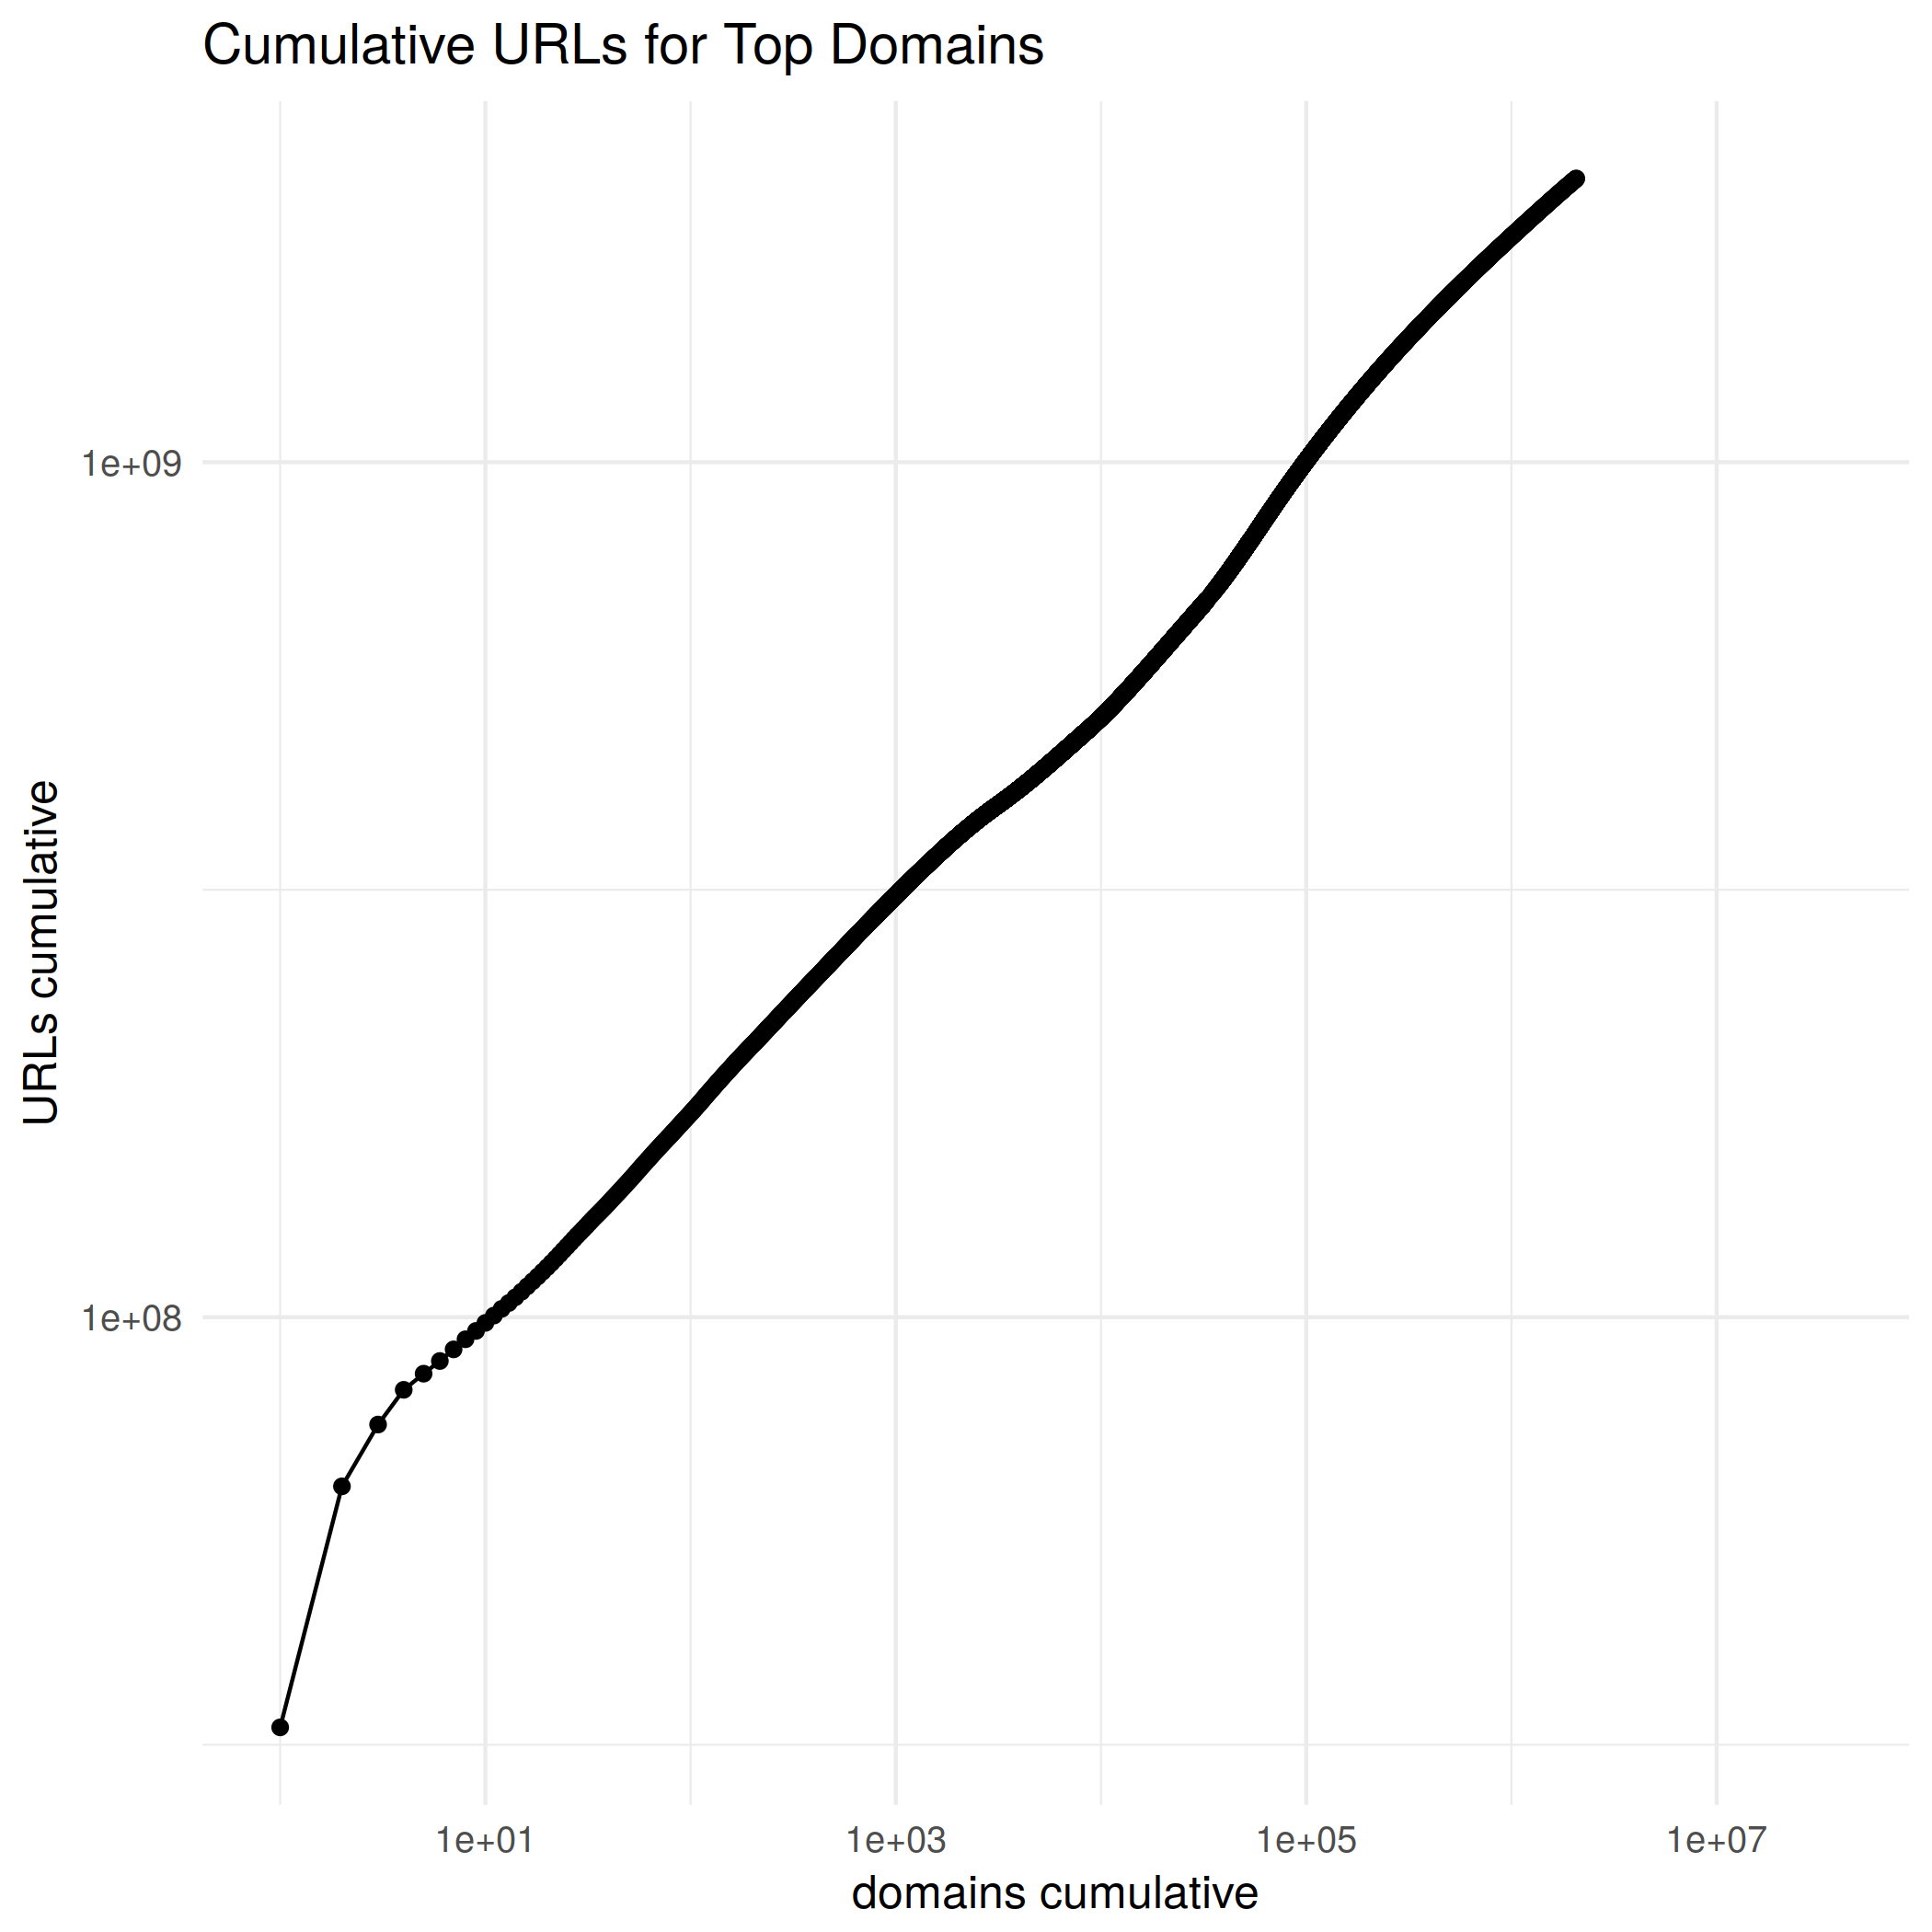 Cumulative URLs for Top Domains
URLs cumulative
1e+09
1e+08
1e+01
1e+03
1e+05
1e+07
domains cumulative